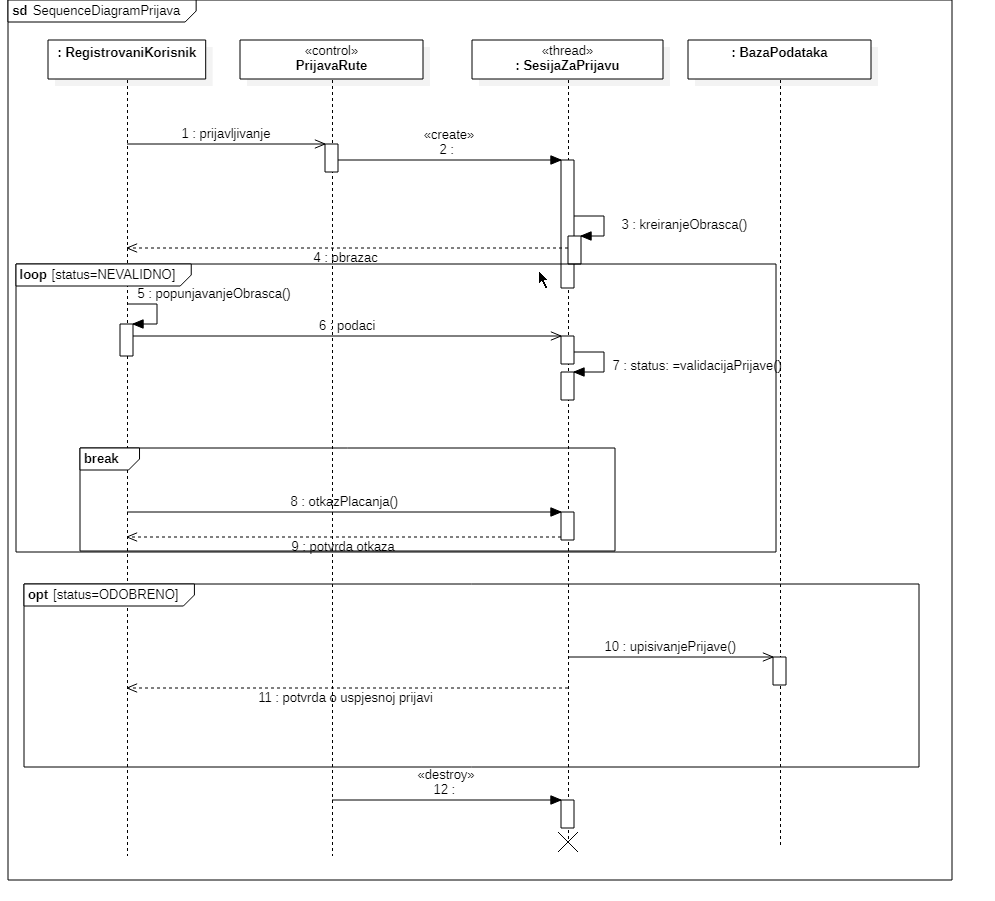 sd SequenceDiagramPrijava
: RegistrovaniKorisnik
«control»
PrijavaRute
«thread»
: SesijaZaPrijavu
: BazaPodataka
1 : prijavljivanje
«create»
2 :
3 : kreiranjeObrasca()
4 : obrazac
loop [status=NEVALIDNO]
5 : popunjavanjeObrasca()
6 : podaci
7 : status: =validacijaPrijave()
break
8 : otkazPlacanja()
9 : potvrda otkaza
opt [status=ODOBRENO]
10 : upisivanjePrijave()
11 : potvrda o uspjesnoj prijavi
«destroy»
12 :